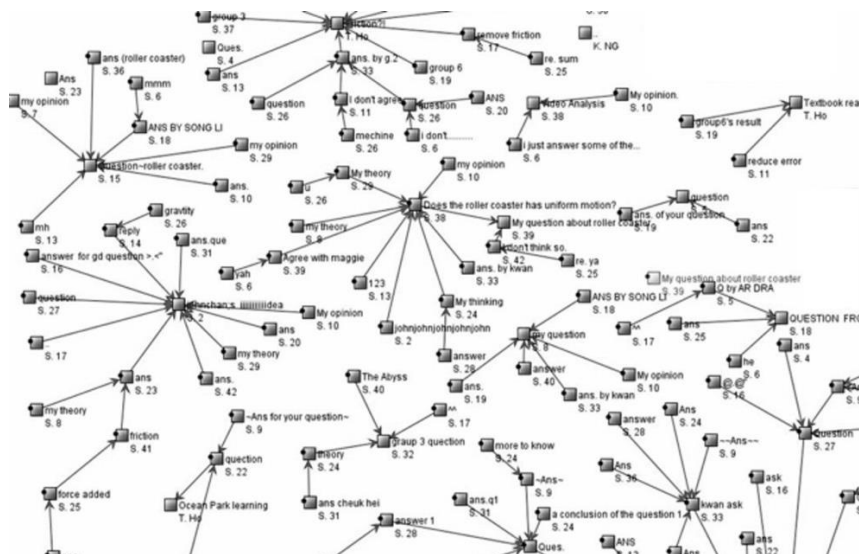 group 3
S. 37
Friction?!
T. Ho
remove friction
S. 17
re. sum
S. 25
K. NG
Ques.
S. 4
ans (roller coaster)
S. 36
Ans
S. 23
mmm
S. 6
ans
S. 13
ans. by g.2
S. 33
group 6
S. 19
my opinion
S. 7
ANS BY SONG LI
S. 18
question
S. 26
I don't agree
S. 11
question
S. 26
ANS
S. 20
Video Analysis
S. 38
My opinion.
S. 10
Textbook rea
T. Ho
group6's result
S. 19
mechine
S. 26
i don't.........
S. 6
i just answer some of the...
S. 6
reduce error
S. 11
my opinion
S. 29
question~roller coaster.
S. 15
ans.
S. 10
My theory
S. 29
u
S. 26
my opinion
S. 10
question
ans. of your question
S. 19
ans
S. 22
mh
S. 13
gravtity
S. 26
reply
S. 14
ans.que
S. 31
my theory
S. 8
Does the roller coaster has uniform motion?
S. 38
My question about roller coaster
S. 39
i don't think so.
S. 42
re. ya
S. 25
answer for gd question >.<"
S. 16
yah
S. 6
Agree with maggie
S. 39
123
S. 13
ans. by kwan
S. 33
My question about roller coaster
S. 39
Q by AR DRA
S. 5
question
S. 27
S. 2
My opinion
S. 10
johnjohnjohnjohnjohn
S. 2
My thinking
S. 24
ANS BY SONG LI
S. 18
^^
S. 17
ans
S. 25
QUESTION FRO
S. 18
..
S. 17
ans
S. 20
my theory
S. 29
my question
S. 8
ans
S. 4
he
S. 6
ans
S. 23
ans.
S. 42
The Abyss
S. 40
answer
S. 28
ans.
S. 19
answer
S. 40
My opinion
S. 10
ans. by kwan
S. 33
@.@"
S. 16
my theory
S. 8
~Ans for your question~
S. 9
^^
S. 17
answer
S. 28
Ans
S. 24
~~Ans~~
S. 9
Question
S. 27
friction
S. 41
quection
S. 22
theory
S. 24
graup 3 quection
S. 32
more to know
S. 24
Ans
S. 36
ask
S. 16
force added
S. 25
Ocean Park learning
T. Ho
ans cheuk hei
S. 31
answer 1
S. 28
~Ans~
S. 9
ans.q1
S. 31
a conclusion of the question 1
S. 24
kwan ask
S. 33
Ques.
ANS
Ans
ans
S. 22